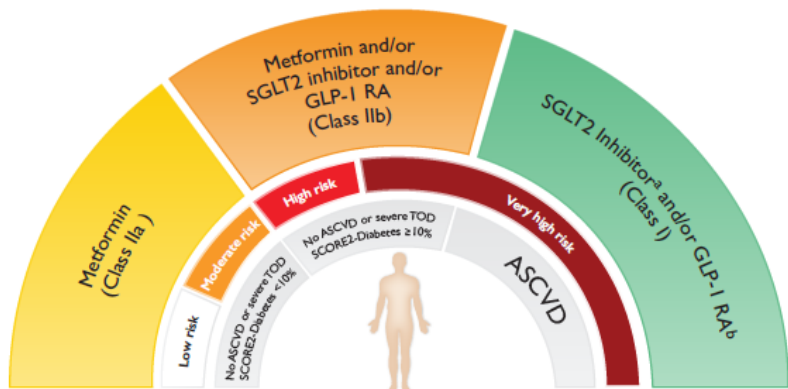 Metformin
(Class IIa )
Metformin and/or
SGLT2 inhibitor and/or
GLP-1 RA
(Class IIb)
SGLT2 Inhibitorᵃ and/or GLP-1 RAᵇ
(Class I)
Low risk
Moderate risk
High risk
Very high risk
No ASCVD or severe TOD
SCORE2-Diabetes <10%
No ASCVD or severe TOD
SCORE2-Diabetes ≥10%
ASCVD